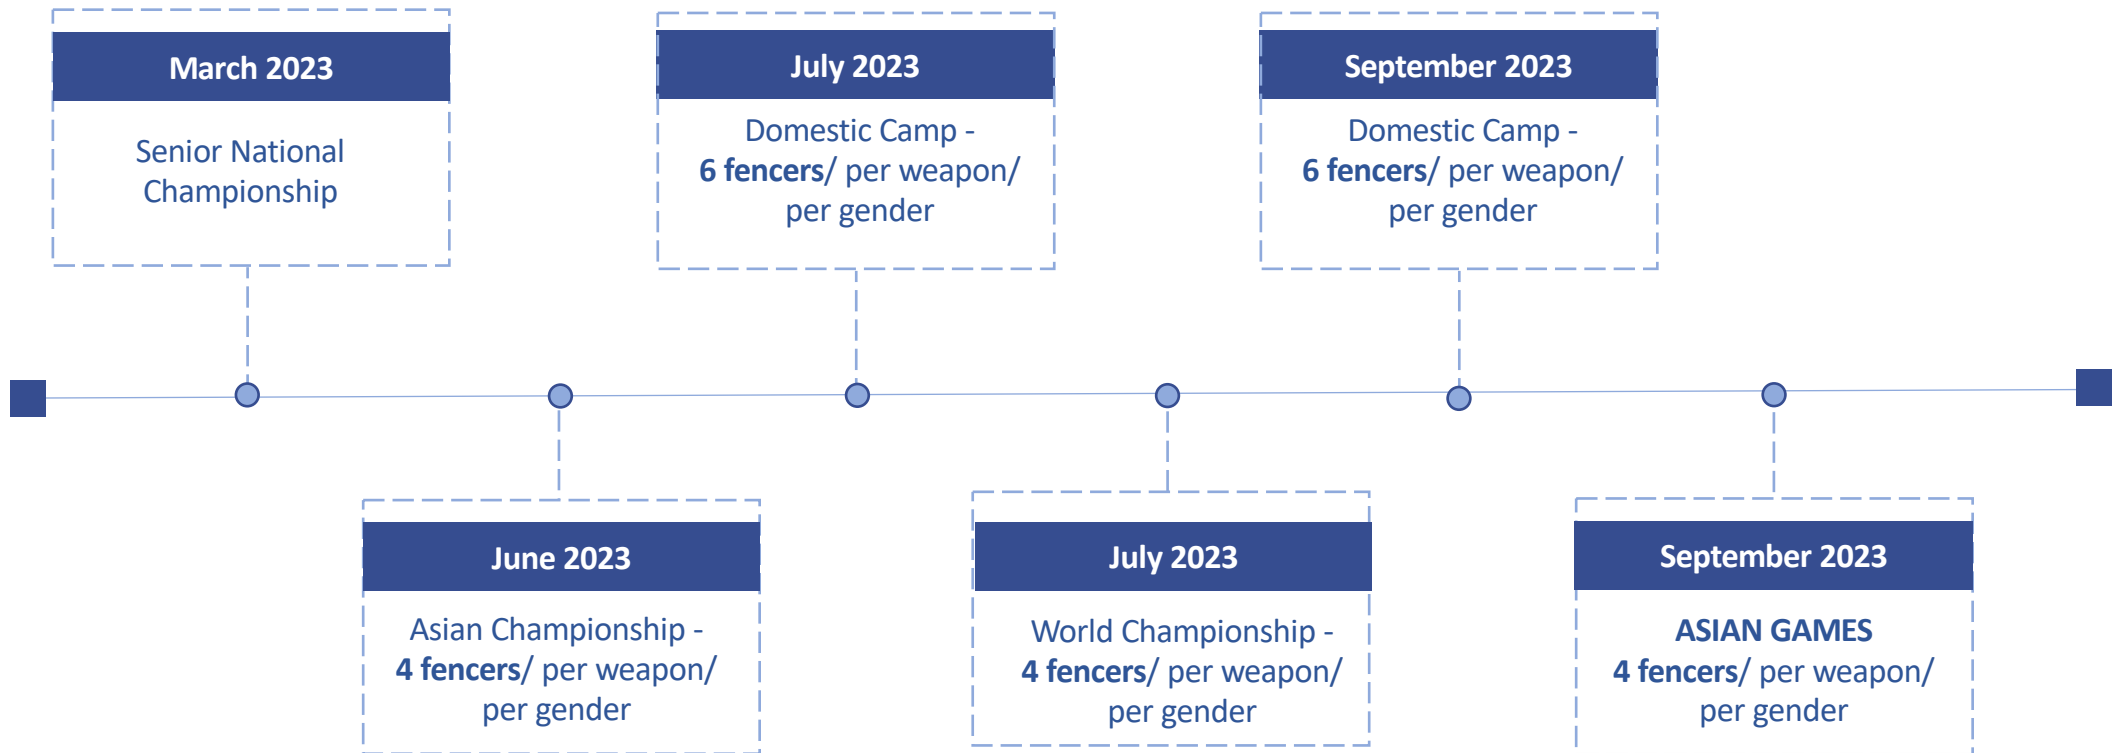 March 2023
Senior National
Championship
July 2023
Domestic Camp -
6 fencers/ per weapon/
per gender
September 2023
Domestic Camp -
6 fencers/ per weapon/
per gender
June 2023
Asian Championship -
4 fencers/ per weapon/
per gender
July 2023
World Championship -
4 fencers/ per weapon/
per gender
September 2023
ASIAN GAMES
4 fencers/ per weapon/
per gender